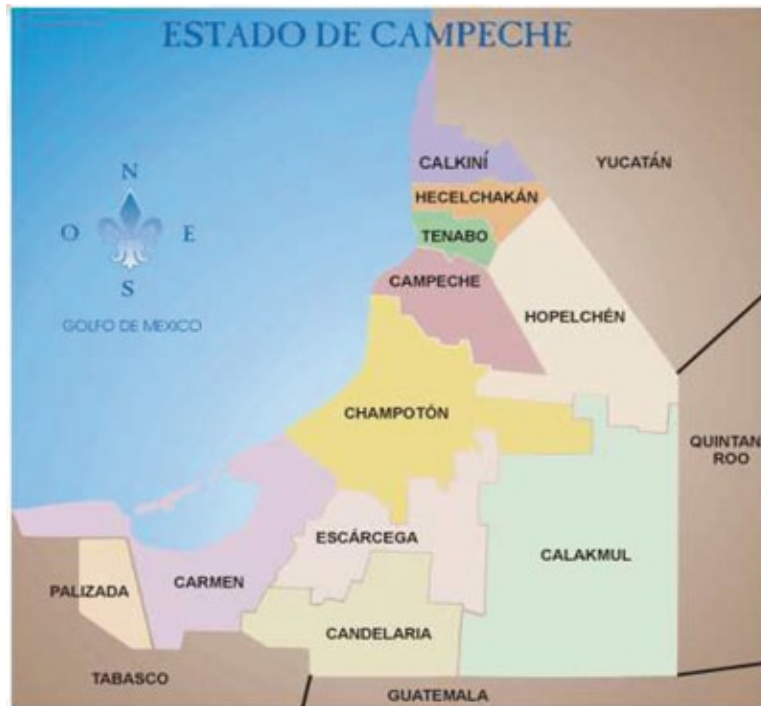 ESTADO DE CAMPECHE
CALKINÍ
YUCATÁN
N
HECELCHAKÁN
O
E
TENABO
CAMPECHE
S
GOLFO DE MEXICO
HOPELCHÉN
CHAMPOTÓN
QUINTAN
ROO
ESCÁRCEGA
CALAKMUL
PALIZADA
CARMEN
CANDELARIA
TABASCO
GUATEMALA